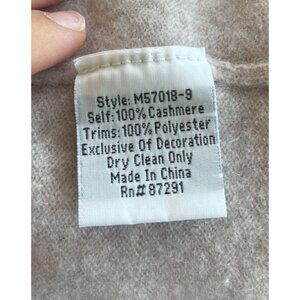 Style: M57018-9
Self: 100% Cashmere
Trims: 100% Polyester
Exclusive Of Decoration
Dry Clean Only
Made In China
Rn# 87291